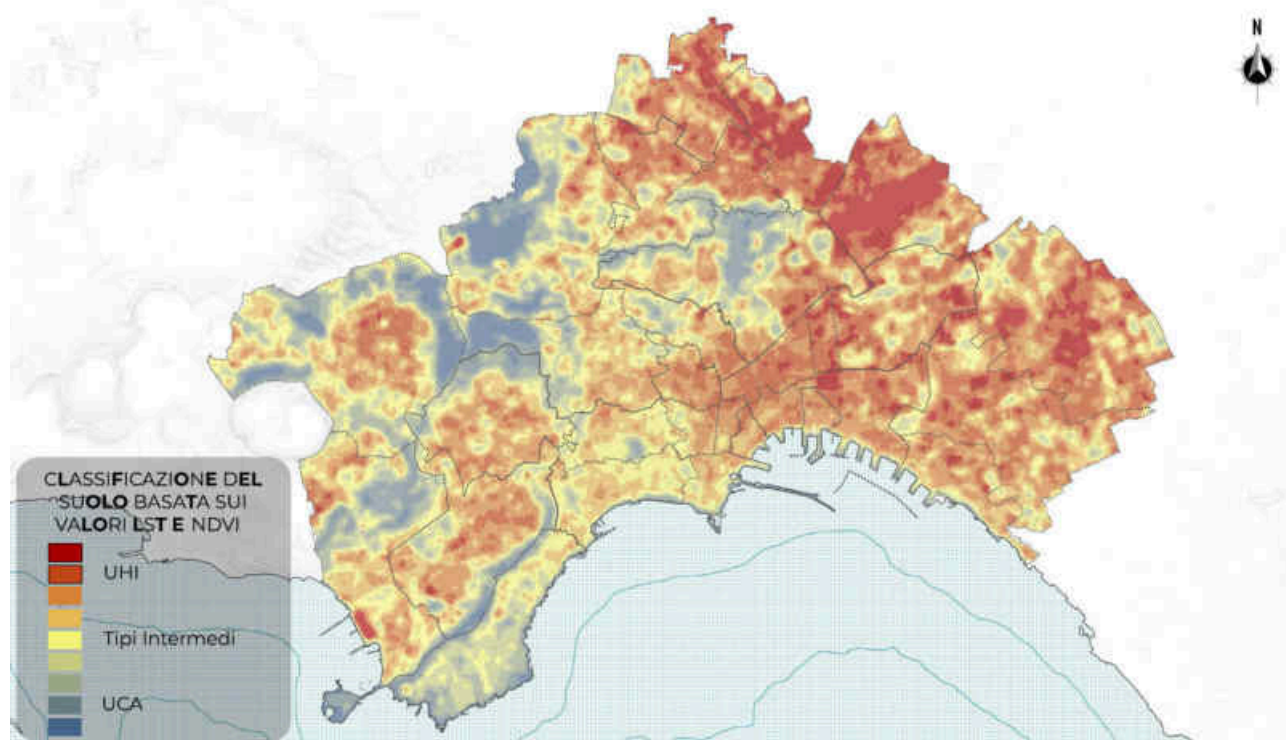 N
CLASSIFICAZIONE DEL
SUOLO BASATA SUI
VALORI LST E NDVI
UHI
Tipi Intermedi
UCA